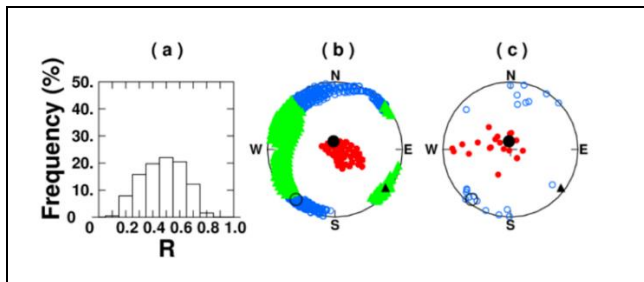 ( a )
( b )
( c )
Frequency (%)
50.
40.
30.
20.
10.
0
0 0.2 0.4 0.6 0.8 1.0
R
N
W
E
S
N
W
E
S